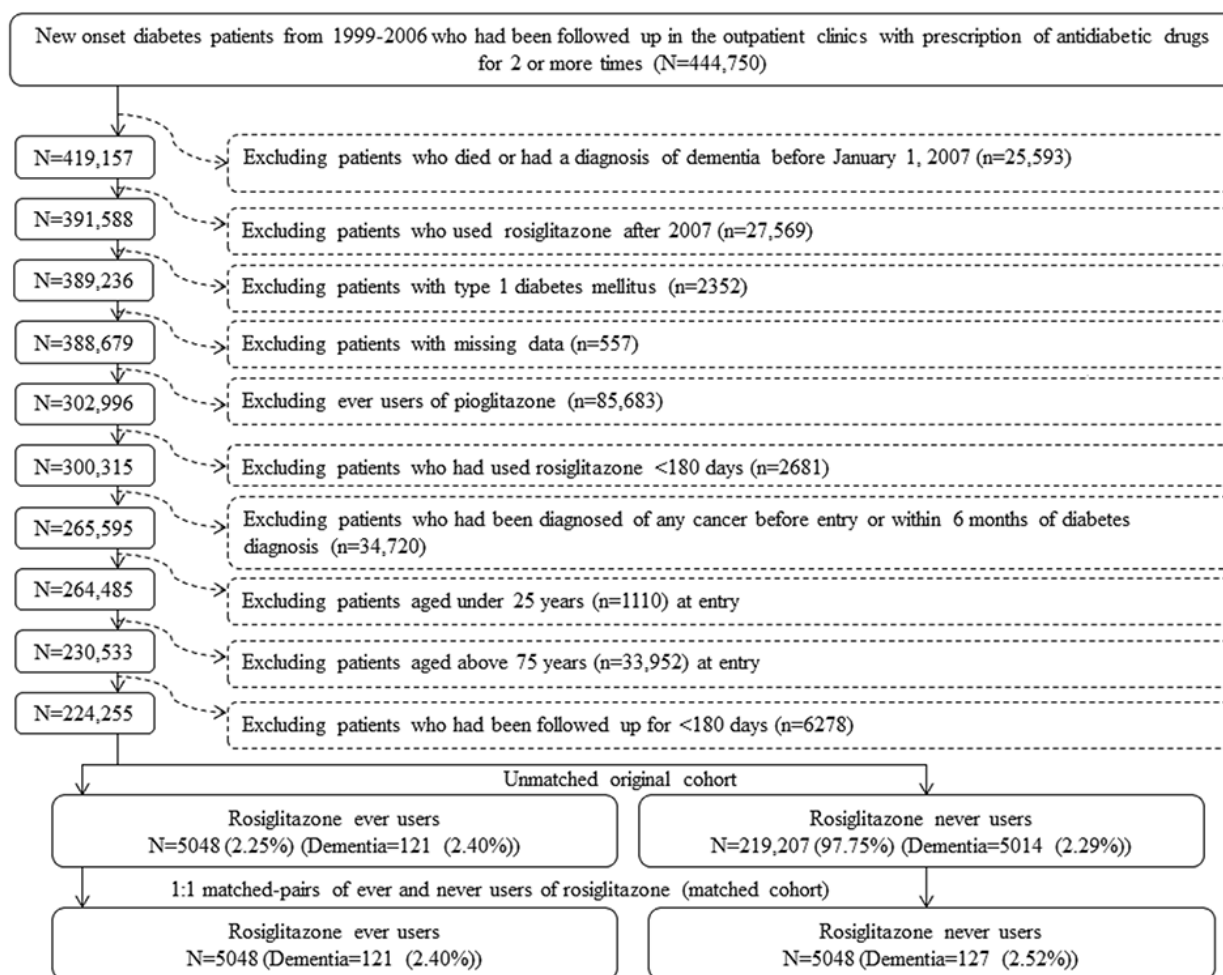 New onset diabetes patients from 1999-2006 who had been followed up in the outpatient clinics with prescription of antidiabetic drugs
for 2 or more times (N=444,750)
N=419,157
Excluding patients who died or had a diagnosis of dementia before January 1, 2007 (n=25,593)
N=391,588
Excluding patients who used rosiglitazone after 2007 (n=27,569)
N=389,236
Excluding patients with type 1 diabetes mellitus (n=2352)
N=388,679
Excluding patients with missing data (n=557)
N=302,996
Excluding ever users of pioglitazone (n=85,683)
N=300,315
Excluding patients who had used rosiglitazone <180 days (n=2681)
N=265,595
Excluding patients who had been diagnosed of any cancer before entry or within 6 months of diabetes
diagnosis (n=34,720)
N=264,485
Excluding patients aged under 25 years (n=1110) at entry
N=230,533
Excluding patients aged above 75 years (n=33,952) at entry
N=224,255
Excluding patients who had been followed up for <180 days (n=6278)
Unmatched original cohort
Rosiglitazone ever users
N=5048 (2.25%) (Dementia=121 (2.40%))
Rosiglitazone never users
N=219,207 (97.75%) (Dementia=5014 (2.29%))
1:1 matched-pairs of ever and never users of rosiglitazone (matched cohort)
Rosiglitazone ever users
N=5048 (Dementia=121 (2.40%))
Rosiglitazone never users
N=5048 (Dementia=127 (2.52%))